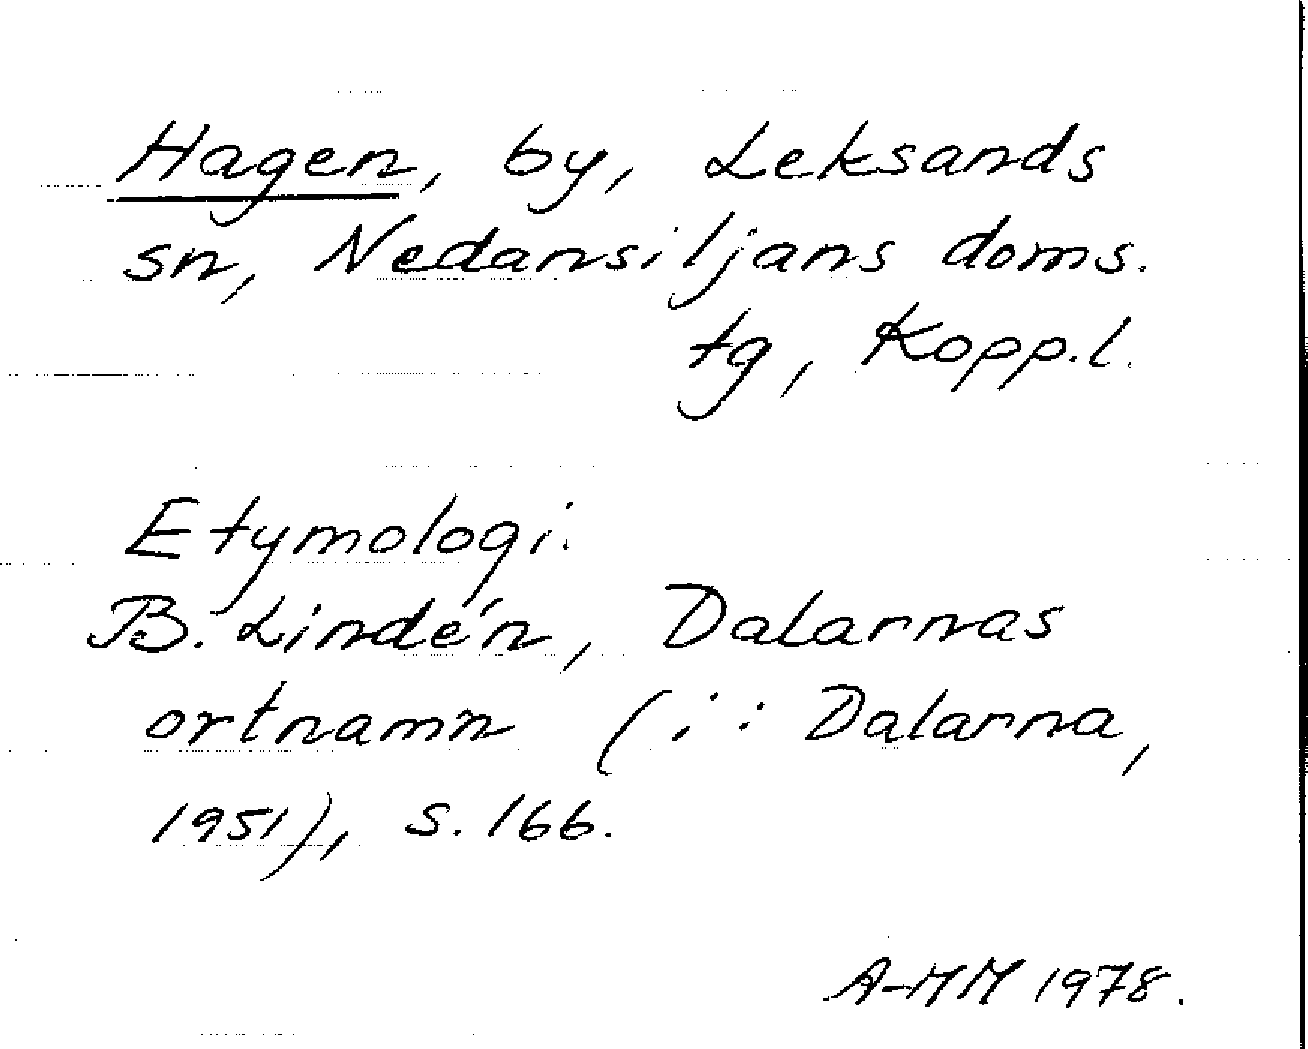 Hagen, by, Leksands
sn, Nedansiljans doms.
tg, Kopp.l.
Etymologi.
B. Lindén, Dalarnas
ortnamn (i: Dalarna,
1951), s. 166.
A-MM 1978.